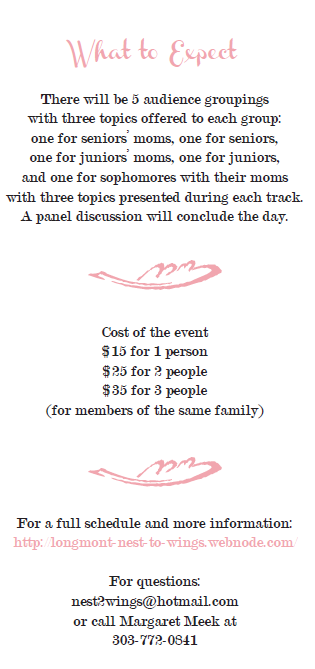 What to Expect
There will be 5 audience groupings
with three topics offered to each group:
one for seniors' moms, one for seniors,
one for juniors' moms, one for juniors,
and one for sophomores with their moms
with three topics presented during each track.
A panel discussion will conclude the day.
Cost of the event
$15 for 1 person
$25 for 2 people
$35 for 3 people
(for members of the same family)
For a full schedule and more information:
http://longmont-nest-to-wings.webnode.com/
For questions:
nest2wings@hotmail.com
or call Margaret Meek at
303-772-0841